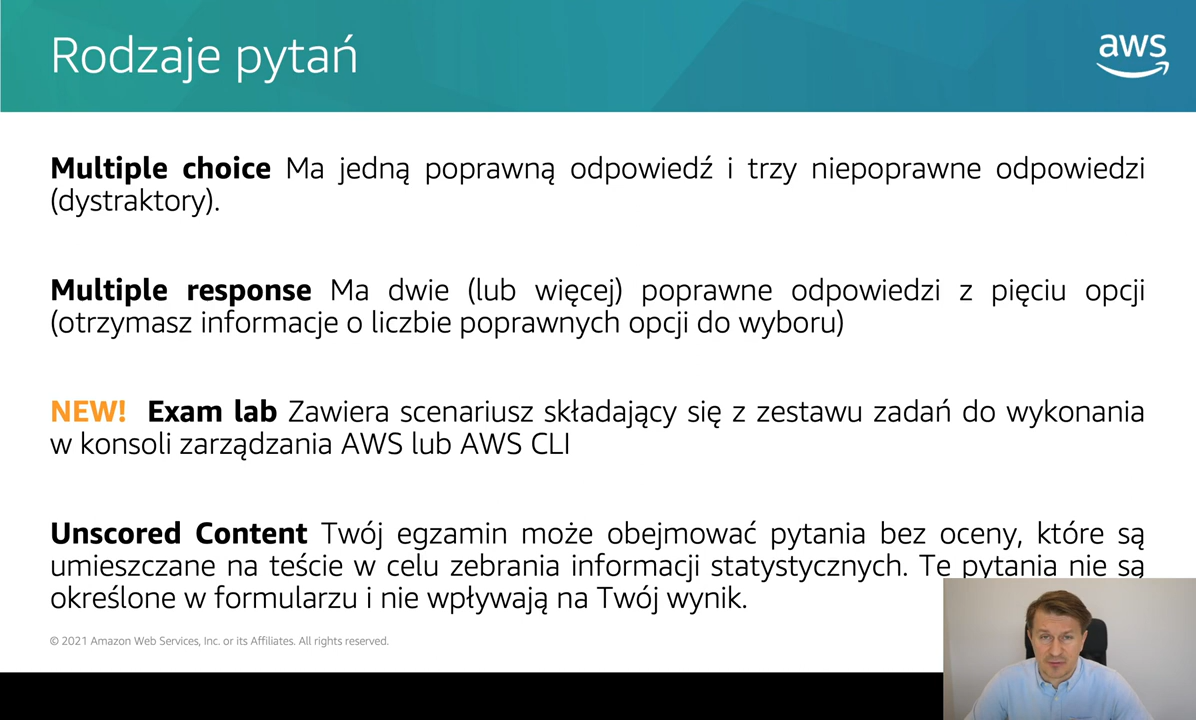 Rodzaje pytań
aws
Multiple choice Ma jedną poprawną odpowiedź i trzy niepoprawne odpowiedzi
(dystraktory).
Multiple response Ma dwie (lub więcej) poprawne odpowiedzi z pięciu opcji
(otrzymasz informacje o liczbie poprawnych opcji do wyboru)
NEW! Exam lab Zawiera scenariusz składający się z zestawu zadań do wykonania
w konsoli zarządzania AWS lub AWS CLI
Unscored Content Twój egzamin może obejmować pytania bez oceny, które są
umieszczane na teście w celu zebrania informacji statystycznych. Te pytania nie są
określone w formularzu i nie wpływają na Twój wynik.
© 2021 Amazon Web Services, Inc. or its Affiliates. All rights reserved.